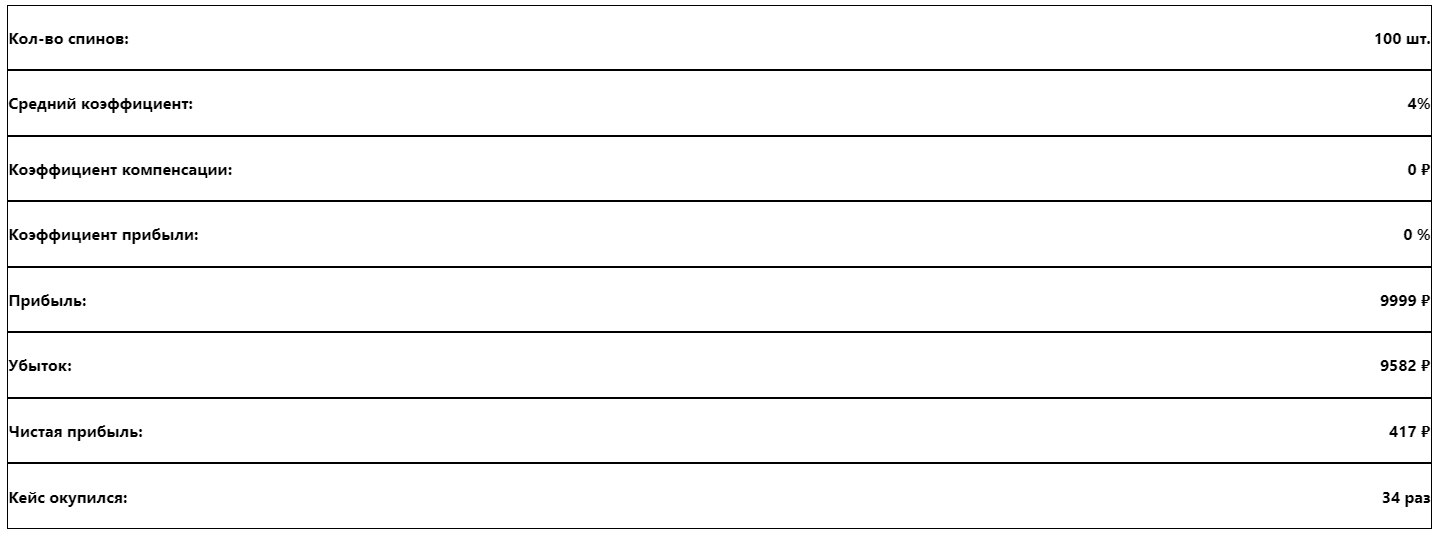 Кол-во спинов: 100 шт.
Средний коэффициент: 4%
Коэффициент компенсации: 0 ₽
Коэффициент прибыли: 0 %
Прибыль: 9999 ₽
Убыток: 9582 ₽
Чистая прибыль: 417 ₽
Кейс окупился: 34 раз